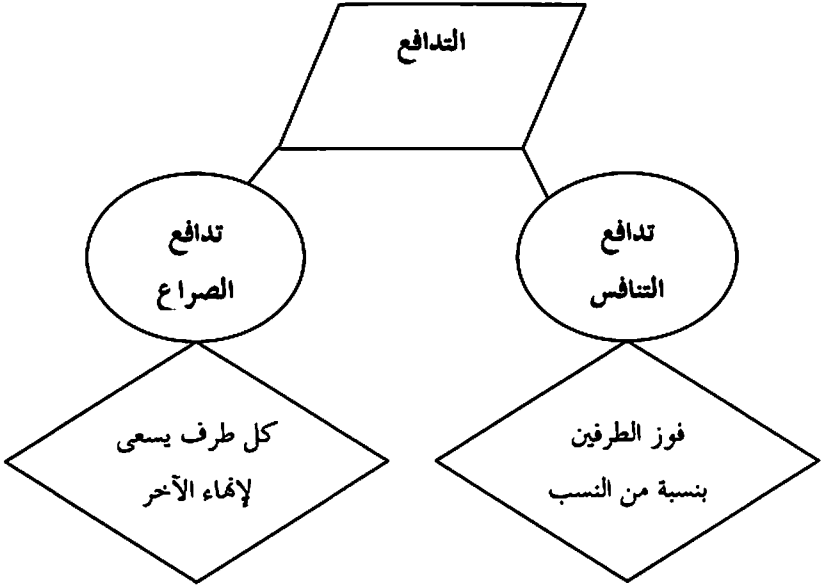 التدافع
تدافع
التنافس
تدافع
الصراع
فوز الطرفين
بنسبة من النسب
كل طرف يسعى
لإنهاء الآخر